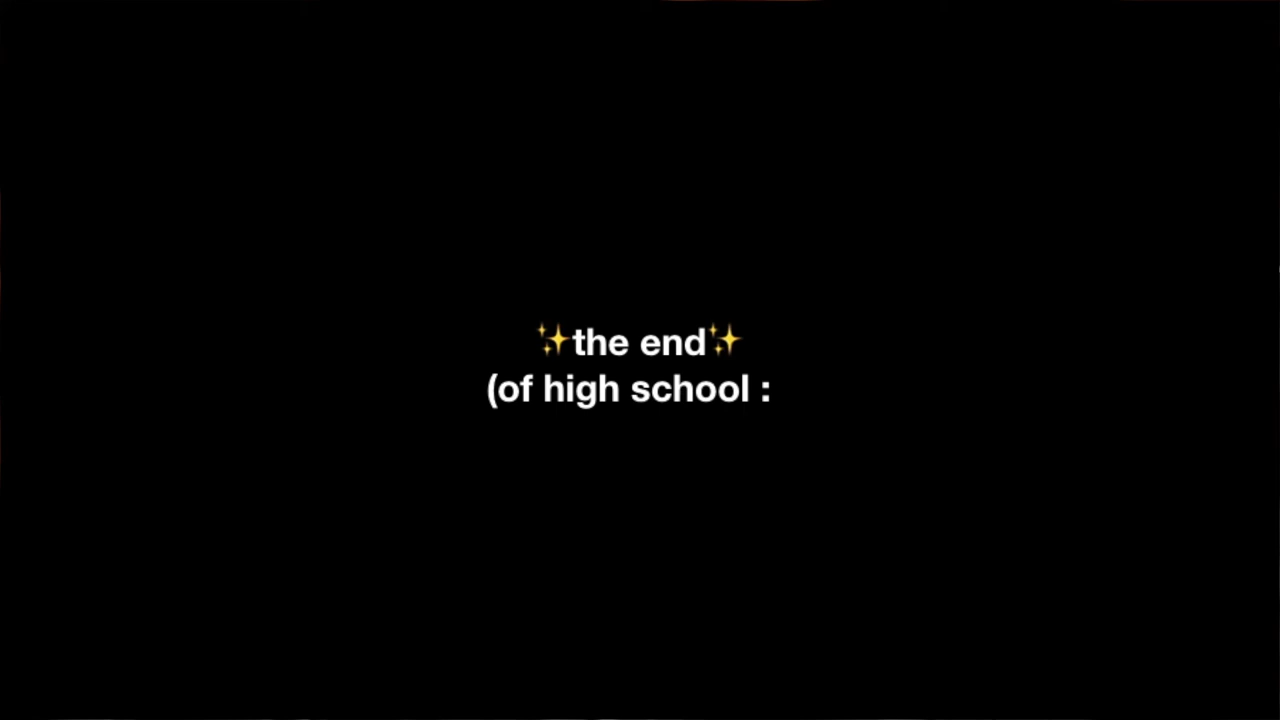 ✨the end✨
(of high school :